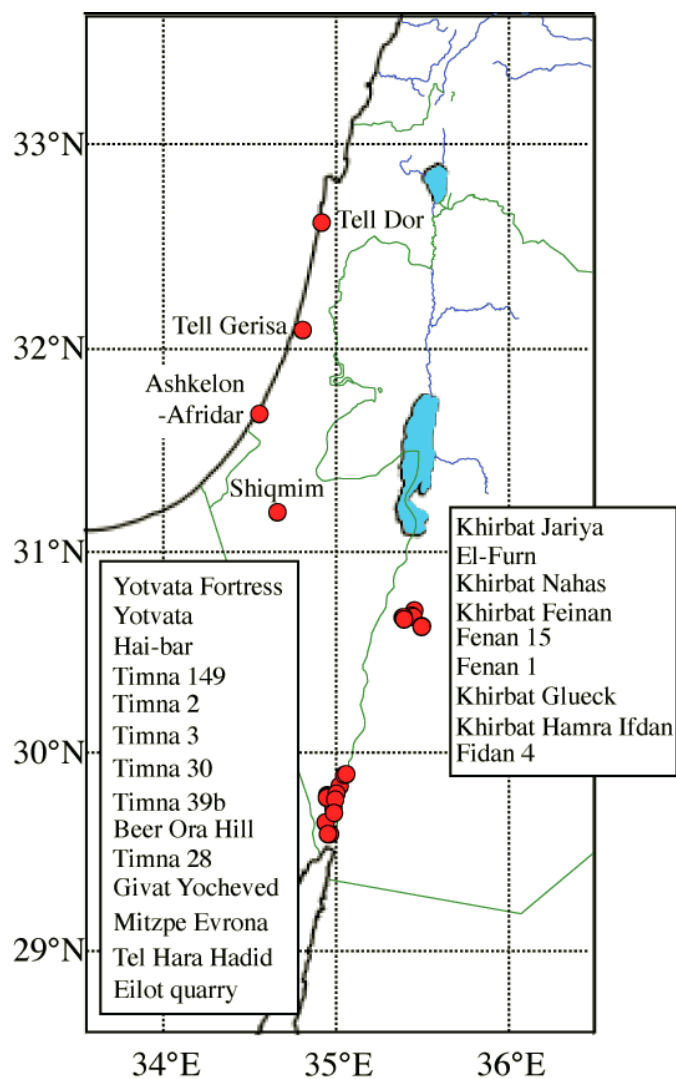 33°N
Tell Dor
Tell Gerisa
32°N
Ashkelon
-Afridar
Shiqmim
31°N
Khirbat Jariya
El-Furn
Khirbat Nahas
Khirbat Feinan
Fenan 15
Fenan 1
Khirbat Glueck
Khirbat Hamra Ifdan
Fidan 4
Yotvata Fortress
Yotvata
Hai-bar
Timna 149
Timna 2
Timna 3
Timna 30
Timna 39b
Beer Ora Hill
Timna 28
Givat Yocheved
Mitzpe Evrona
Tel Hara Hadid
Eilot quarry
30°N
29°N
34°E 35°E 36°E